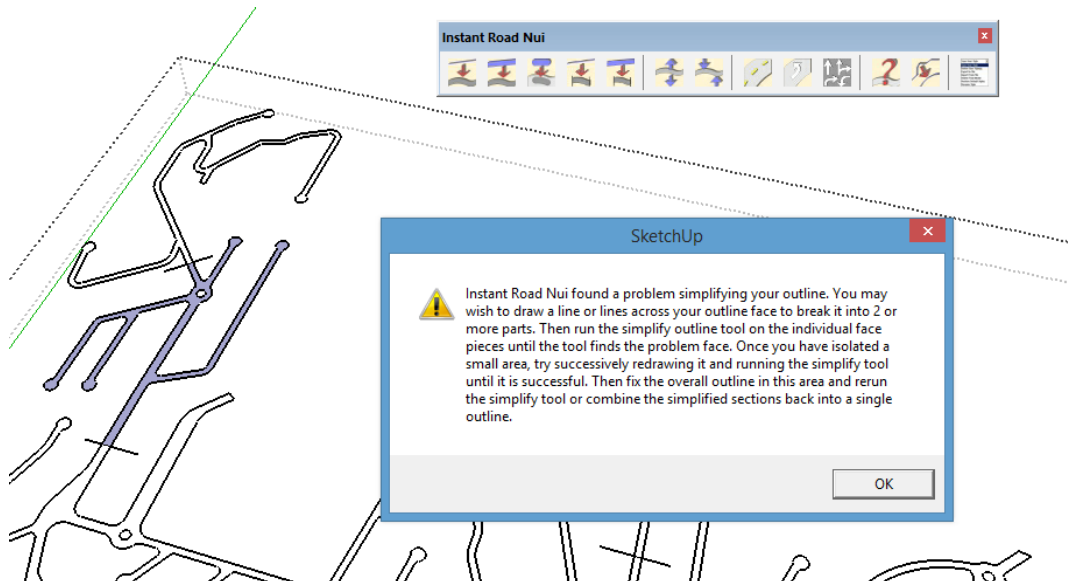 Instant Road Nui
SketchUp
Instant Road Nui found a problem simplifying your outline. You may
wish to draw a line or lines across your outline face to break it into 2 or
more parts. Then run the simplify outline tool on the individual face
pieces until the tool finds the problem face. Once you have isolated a
small area, try successively redrawing it and running the simplify tool
until it is successful. Then fix the overall outline in this area and rerun
the simplify tool or combine the simplified sections back into a single
outline.
OK